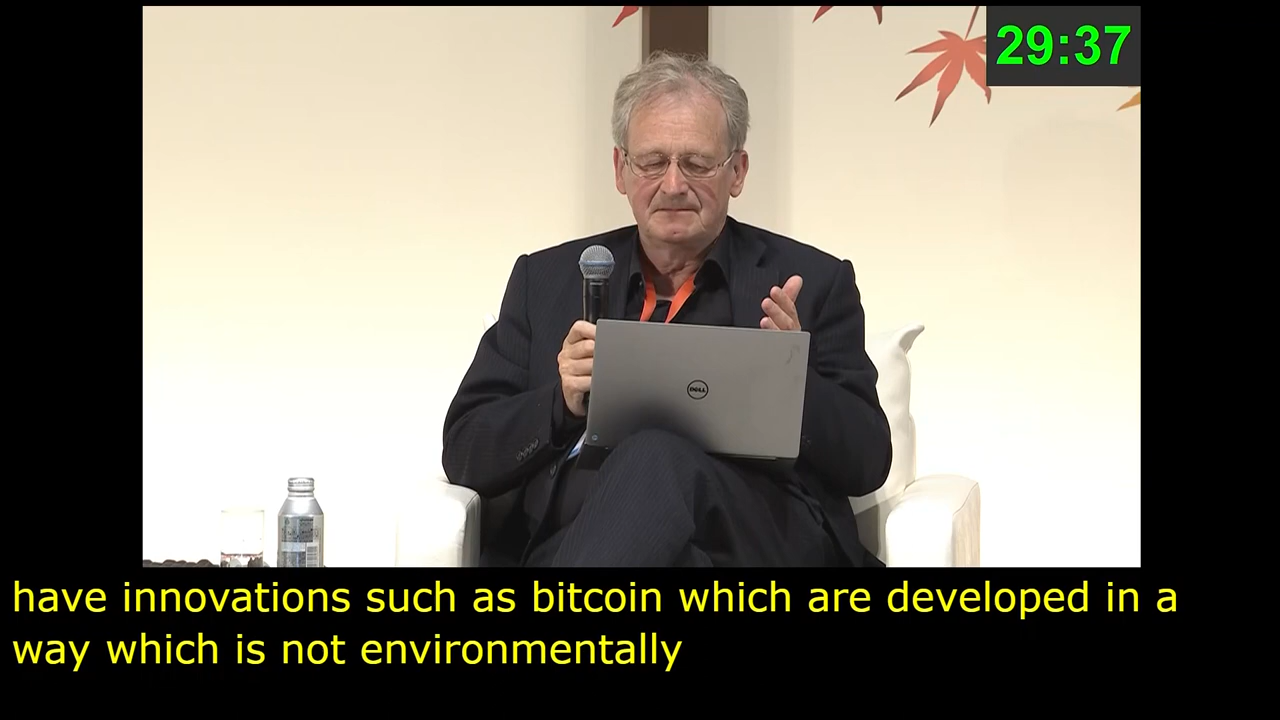 29:37
DELL
have innovations such as bitcoin which are developed in a
way which is not environmentally